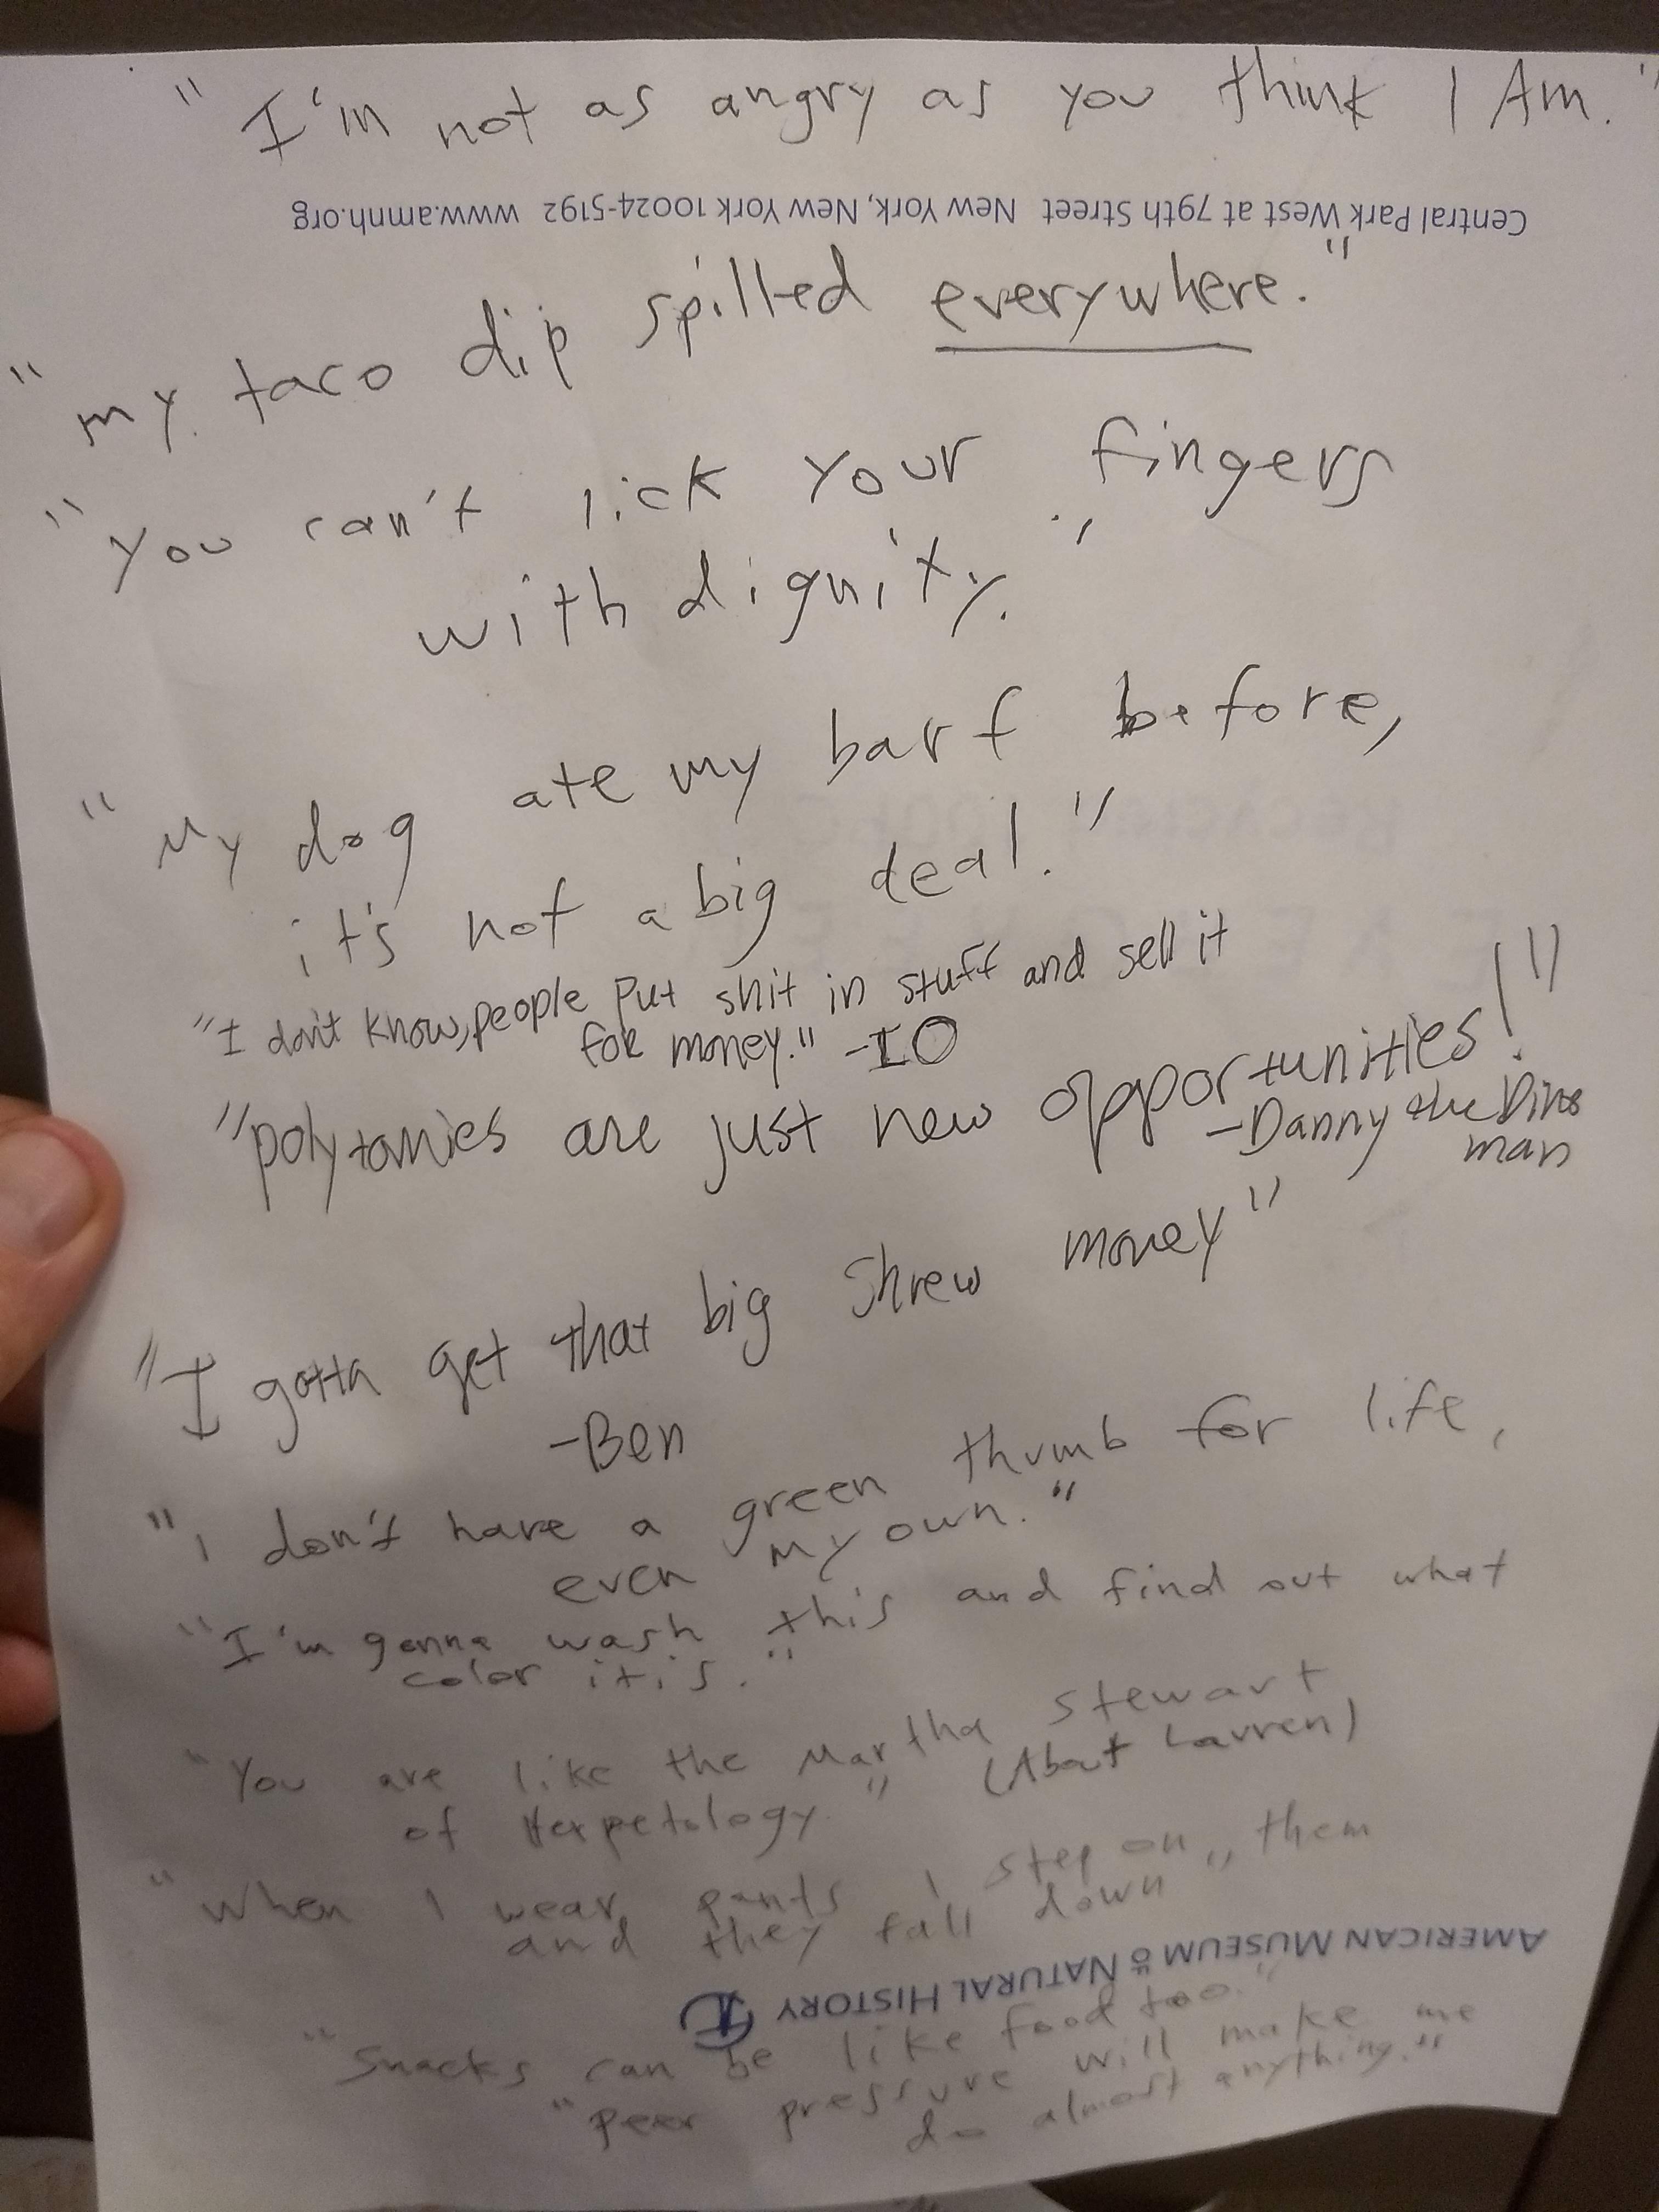 "I'm not as angry as you think I Am."
Central Park West at 79th Street New York, New York 10024-5192 www.amnh.org
"my taco dip spilled everywhere."
"You can't lick your fingers
with dignity."
"My dog ate my barf before,
it's not a big deal."
"I don't know, people put shit in stuff and sell it
for money." -IO
"polytomies are just new opportunities!"
-Danny the Dino
man
"I gotta get that big shrew money"
-Ben
"I don't have a green thumb for life,
even my own."
"I'm gonna wash this and find out what
color it is."
"You are like the Martha Stewart
of Herpetology" (About Lauren)
"When I wear pants I step on them
and they fall down"
AMERICAN MUSEUM OF NATURAL HISTORY
"Snacks can be like food too."
"Peer pressure will make me
do almost anything."